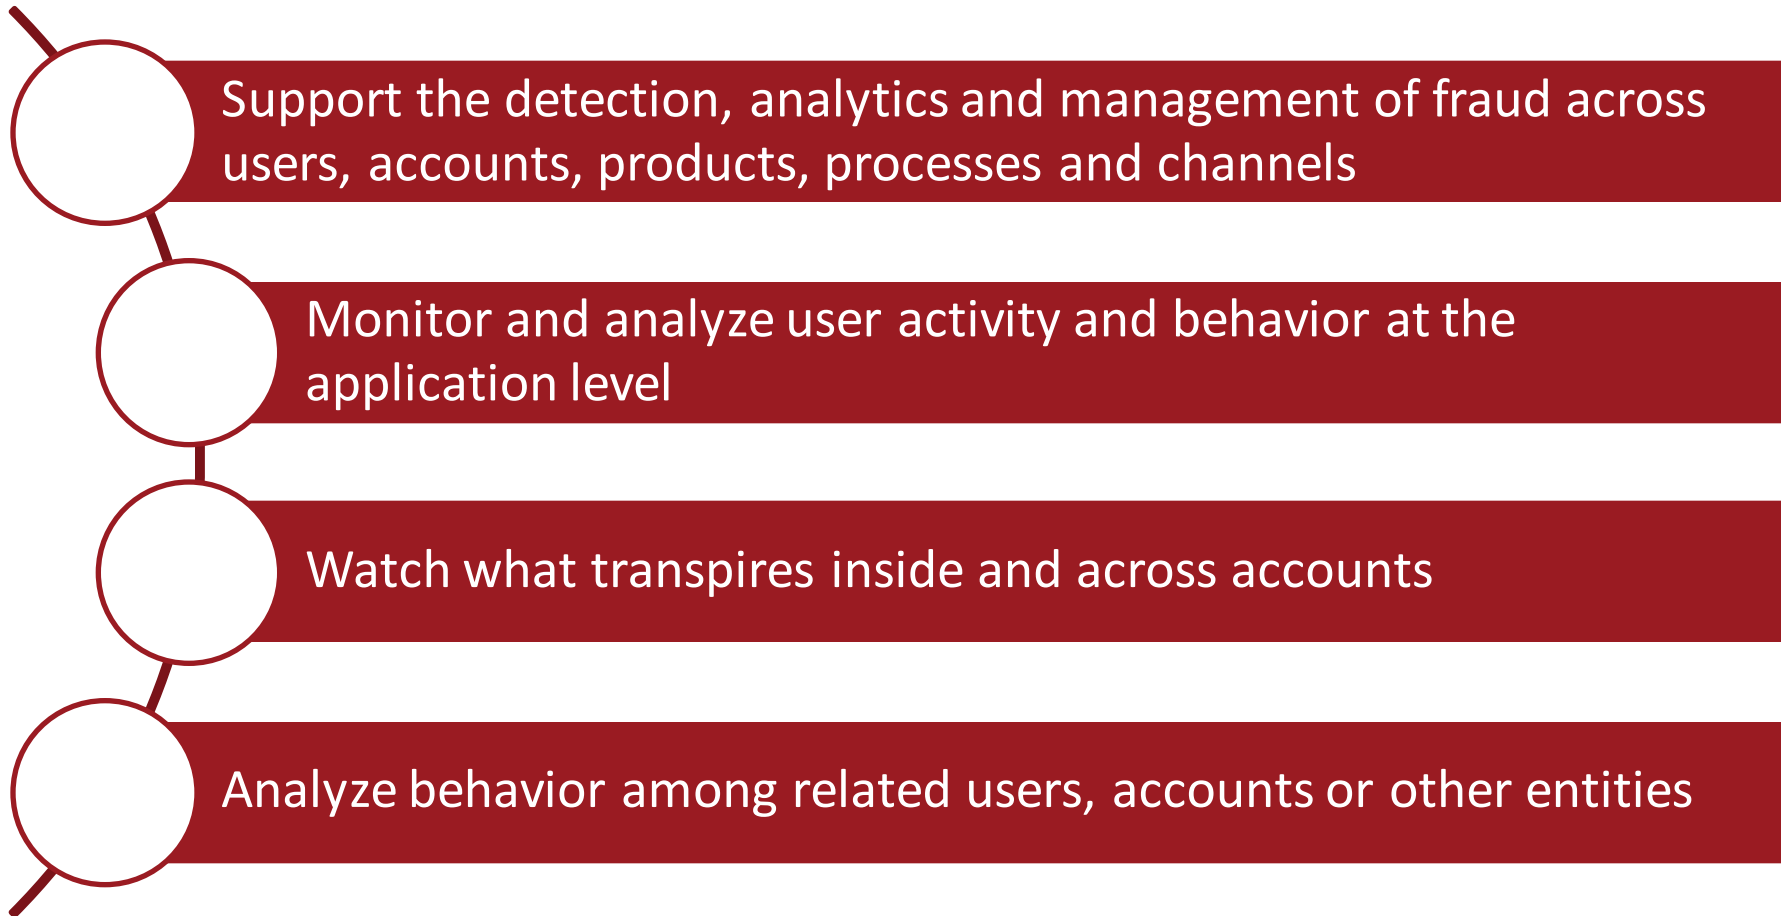 Support the detection, analytics and management of fraud across
users, accounts, products, processes and channels
Monitor and analyze user activity and behavior at the
application level
Watch what transpires inside and across accounts
Analyze behavior among related users, accounts or other entities